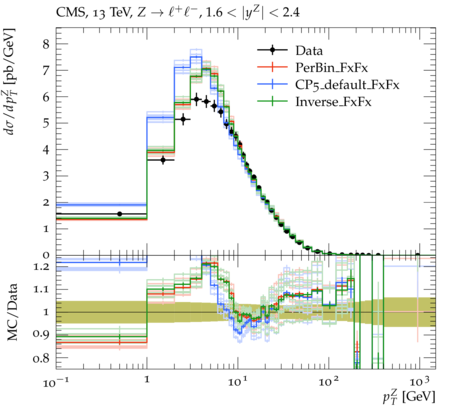 CMS, 13 TeV, Z → ℓ⁺ℓ⁻, 1.6 < |y^Z| < 2.4
dσ/dp_T^Z [pb/GeV]
8
7
6
5
4
3
2
1
0
Data
PerBin_FxFx
CP5_default_FxFx
Inverse_FxFx
MC/Data
1.2
1.1
1
0.9
0.8
10⁻¹ 1 10¹ 10² 10³
p_T^Z [GeV]